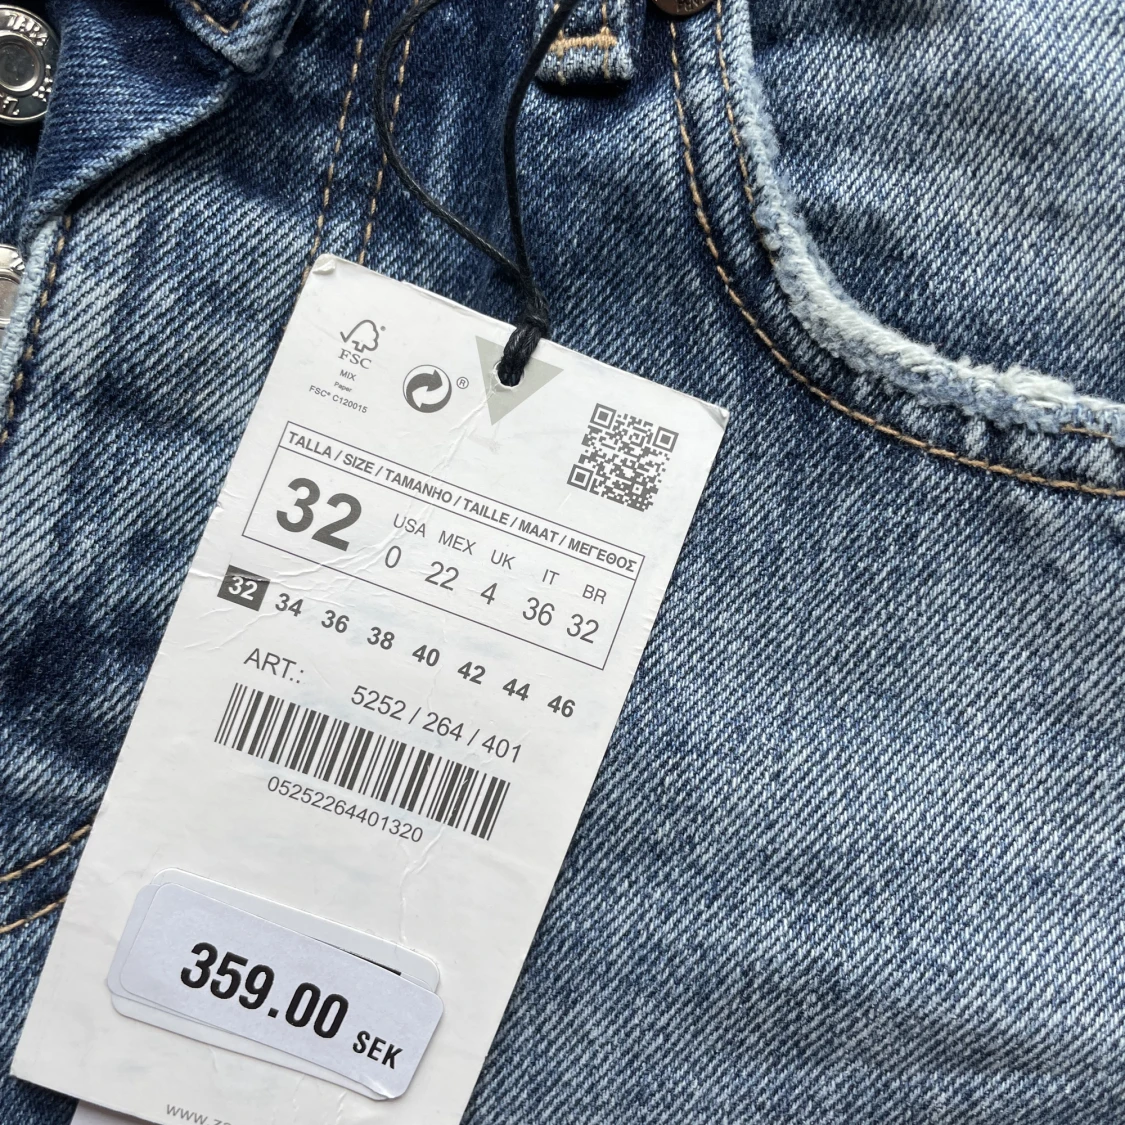 FSC
MIX
Paper
FSC® C120015
®
TALLA / SIZE / TAMANHO / TAILLE / MAAT / ΜΕΓΕΘΟΣ
32
USA MEX UK IT BR
0 22 4 36 32
32 34 36 38 40 42 44 46
ART.:
5252 / 264 / 401
05252264401320
359.00 SEK